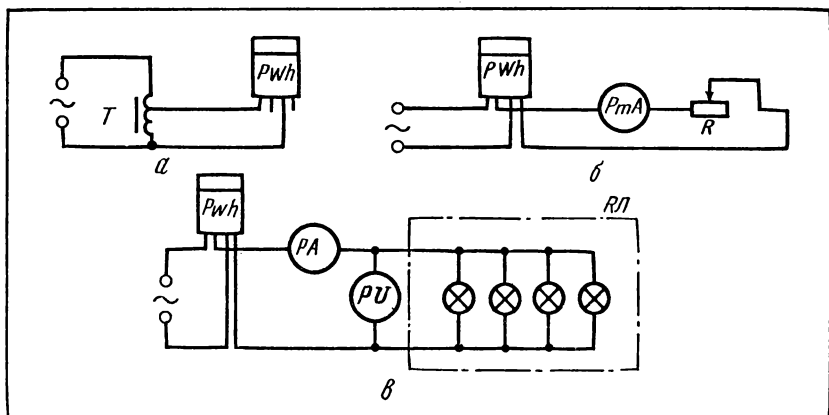 ~ T PWh
а
~ PWh PmA R
б
~ PWh PA PU RЛ
в